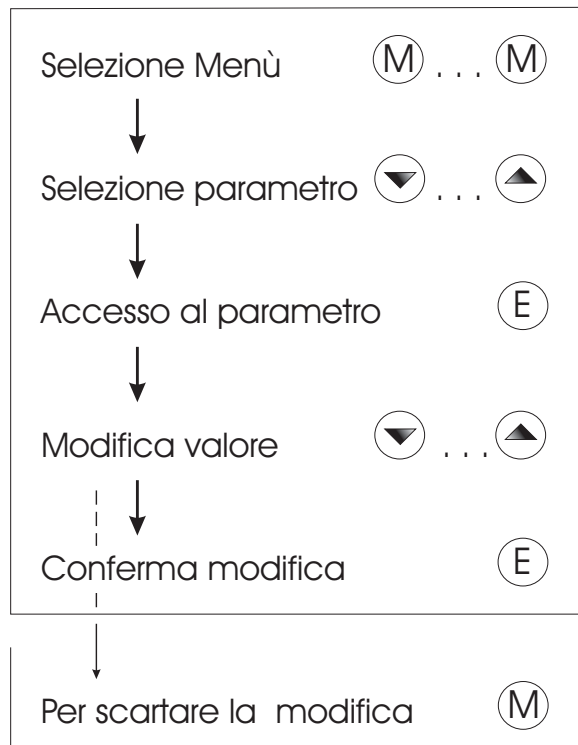 Selezione Menù M . . . M
Selezione parametro . . .
Accesso al parametro E
Modifica valore . . .
Conferma modifica E
Per scartare la modifica M